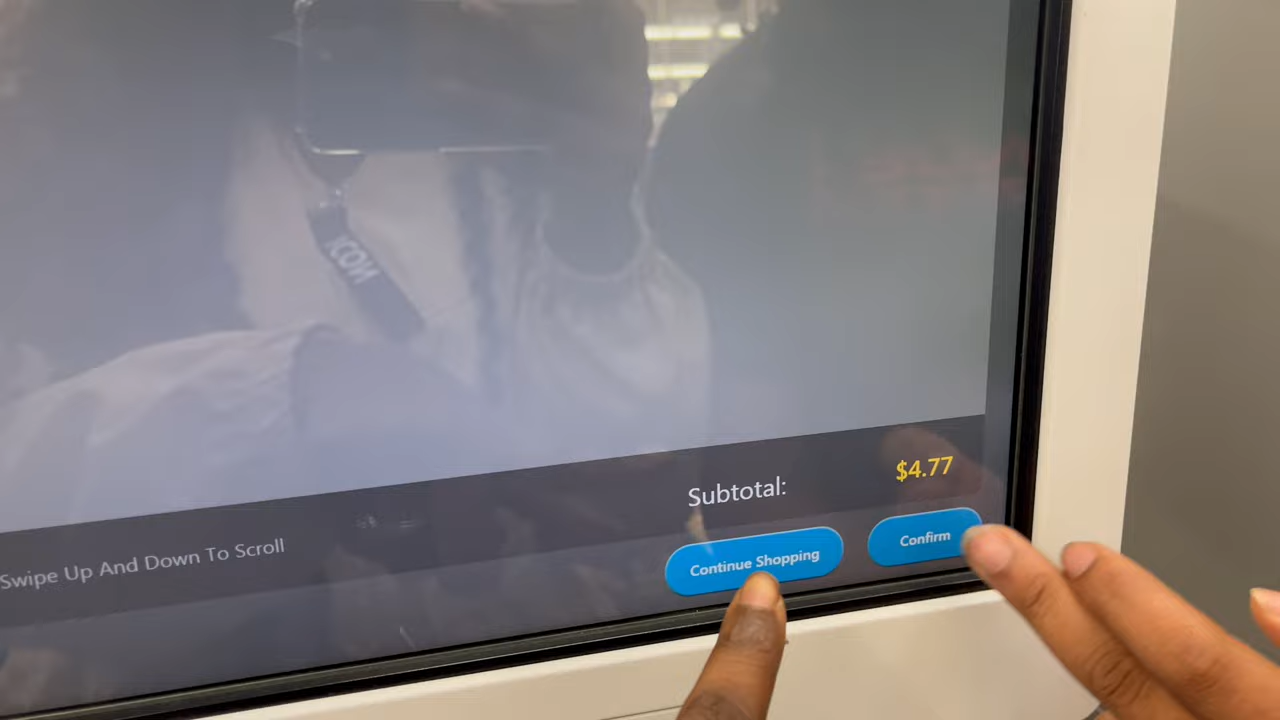 Subtotal: $4.77
Swipe Up And Down To Scroll
Continue Shopping
Confirm